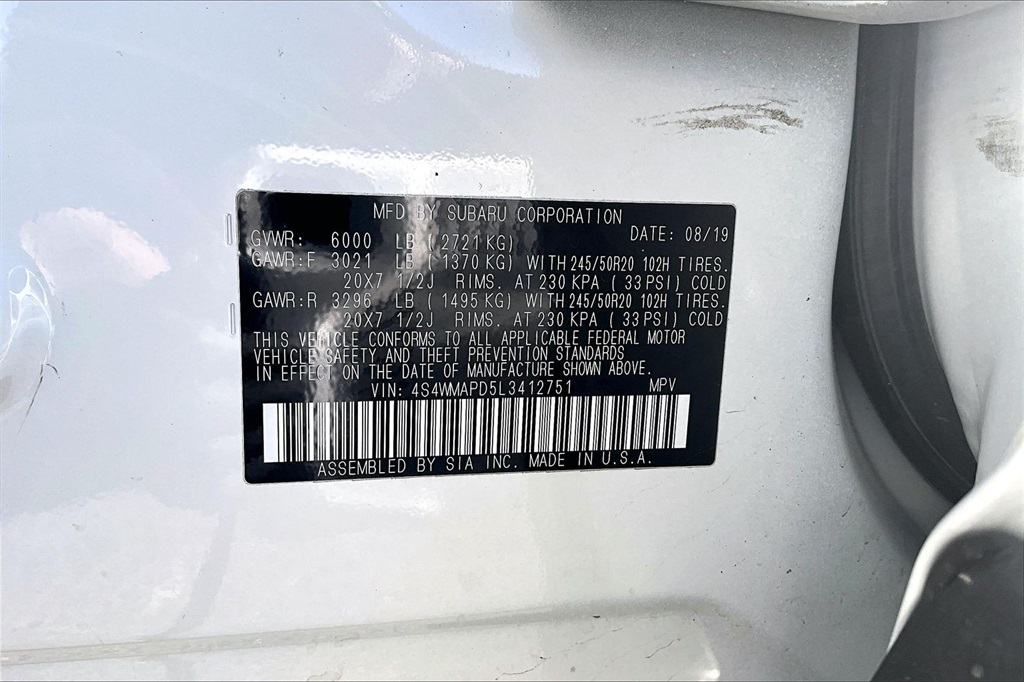 MFD BY SUBARU CORPORATION
GVWR: 6000 LB ( 2721 KG) DATE: 08/19
GAWR:F 3021 LB ( 1370 KG) WITH 245/50R20 102H TIRES.
20X7 1/2J RIMS. AT 230 KPA ( 33 PSI) COLD
GAWR:R 3296 LB ( 1495 KG) WITH 245/50R20 102H TIRES.
20X7 1/2J RIMS. AT 230 KPA ( 33 PSI) COLD
THIS VEHICLE CONFORMS TO ALL APPLICABLE FEDERAL MOTOR
VEHICLE SAFETY AND THEFT PREVENTION STANDARDS
IN EFFECT ON THE DATE OF MANUFACTURE SHOWN ABOVE.
VIN: 4S4WMAPD5L3412751 MPV
ASSEMBLED BY SIA INC. MADE IN U.S.A.